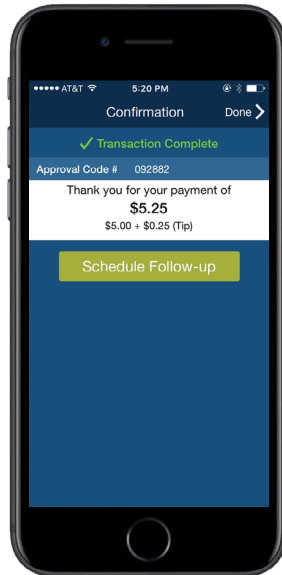 AT&T 5:20 PM
Confirmation Done
✓ Transaction Complete
Approval Code # 092882
Thank you for your payment of
$5.25
$5.00 + $0.25 (Tip)
Schedule Follow-up